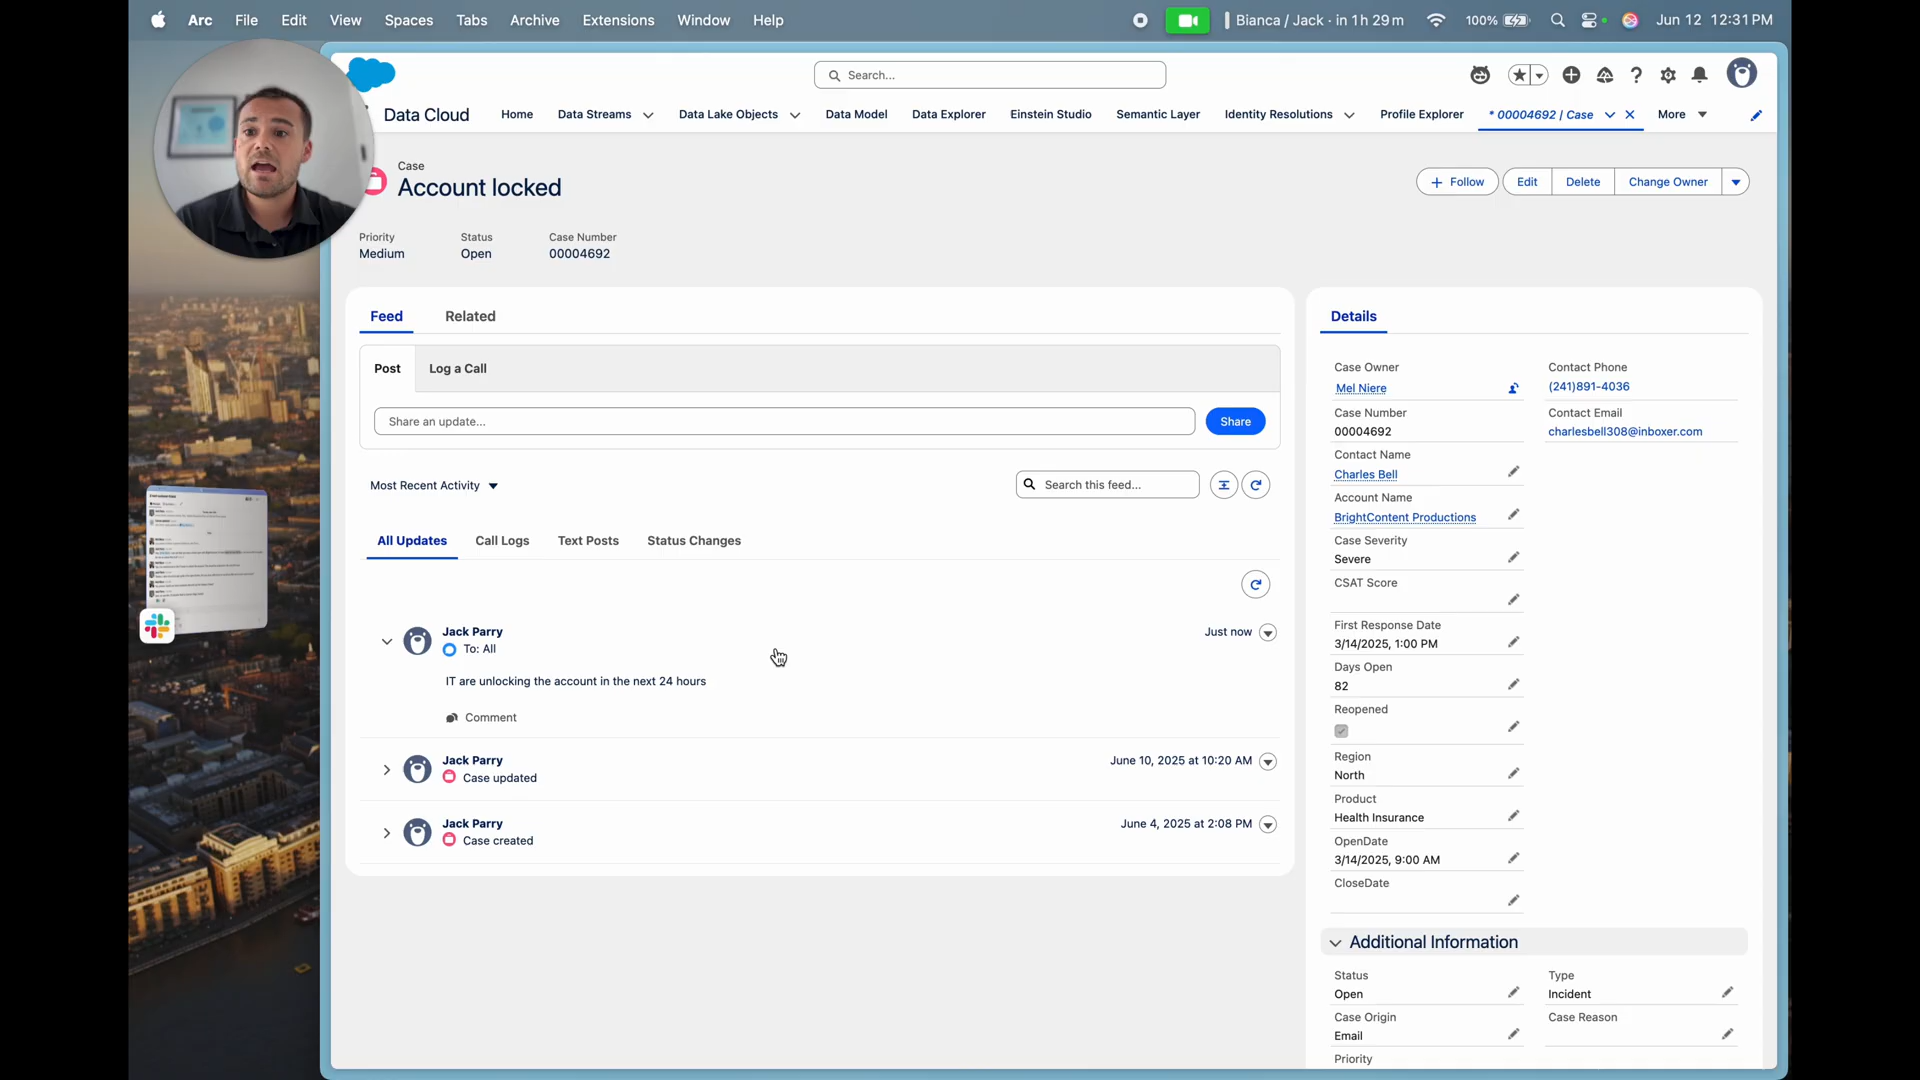 Arc File Edit View Spaces Tabs Archive Extensions Window Help Bianca / Jack · in 1 h 29 m 100% Jun 12 12:31 PM
Search...
Data Cloud Home Data Streams Data Lake Objects Data Model Data Explorer Einstein Studio Semantic Layer Identity Resolutions Profile Explorer * 00004692 | Case More
Case
Account locked
Follow Edit Delete Change Owner
Priority Status Case Number
Medium Open 00004692
Feed Related
Post Log a Call
Share an update... Share
Most Recent Activity Search this feed...
All Updates Call Logs Text Posts Status Changes
Jack Parry Just now
To: All
IT are unlocking the account in the next 24 hours
Comment
Jack Parry June 10, 2025 at 10:20 AM
Case updated
Jack Parry June 4, 2025 at 2:08 PM
Case created
Details
Case Owner Contact Phone
Mel Niere (241)891-4036
Case Number Contact Email
00004692 charlesbell308@inboxer.com
Contact Name
Charles Bell
Account Name
BrightContent Productions
Case Severity
Severe
CSAT Score
First Response Date
3/14/2025, 1:00 PM
Days Open
82
Reopened
Region
North
Product
Health Insurance
OpenDate
3/14/2025, 9:00 AM
CloseDate
Additional Information
Status Type
Open Incident
Case Origin Case Reason
Email
Priority